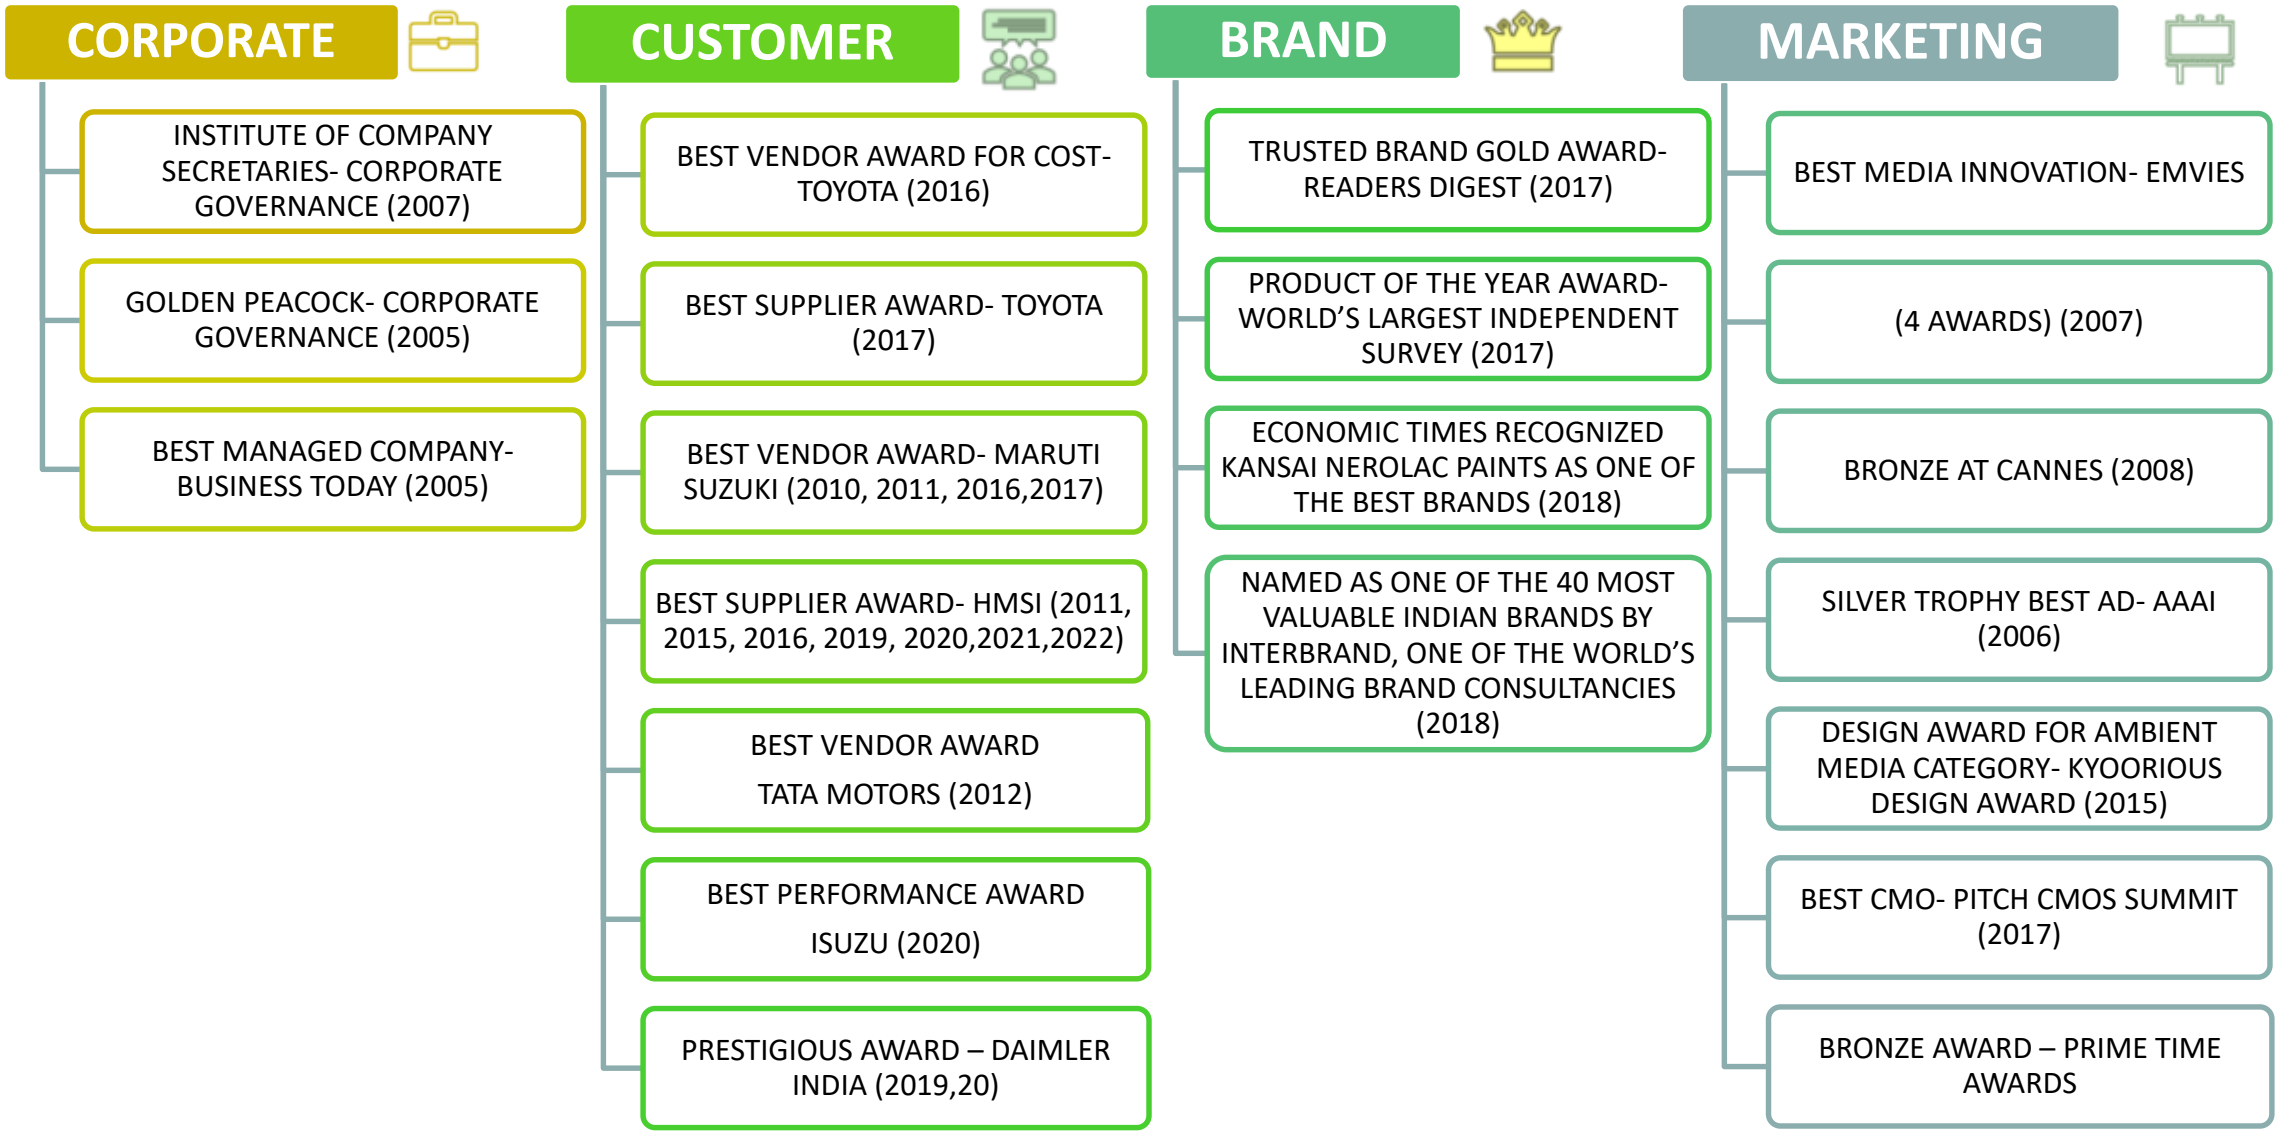 CORPORATE
INSTITUTE OF COMPANY
SECRETARIES- CORPORATE
GOVERNANCE (2007)
GOLDEN PEACOCK- CORPORATE
GOVERNANCE (2005)
BEST MANAGED COMPANY-
BUSINESS TODAY (2005)
CUSTOMER
BEST VENDOR AWARD FOR COST-
TOYOTA (2016)
BEST SUPPLIER AWARD- TOYOTA
(2017)
BEST VENDOR AWARD- MARUTI
SUZUKI (2010, 2011, 2016,2017)
BEST SUPPLIER AWARD- HMSI (2011,
2015, 2016, 2019, 2020,2021,2022)
BEST VENDOR AWARD
TATA MOTORS (2012)
BEST PERFORMANCE AWARD
ISUZU (2020)
PRESTIGIOUS AWARD – DAIMLER
INDIA (2019,20)
BRAND
TRUSTED BRAND GOLD AWARD-
READERS DIGEST (2017)
PRODUCT OF THE YEAR AWARD-
WORLD’S LARGEST INDEPENDENT
SURVEY (2017)
ECONOMIC TIMES RECOGNIZED
KANSAI NEROLAC PAINTS AS ONE OF
THE BEST BRANDS (2018)
NAMED AS ONE OF THE 40 MOST
VALUABLE INDIAN BRANDS BY
INTERBRAND, ONE OF THE WORLD’S
LEADING BRAND CONSULTANCIES
(2018)
MARKETING
BEST MEDIA INNOVATION- EMVIES
(4 AWARDS) (2007)
BRONZE AT CANNES (2008)
SILVER TROPHY BEST AD- AAAI
(2006)
DESIGN AWARD FOR AMBIENT
MEDIA CATEGORY- KYOORIOUS
DESIGN AWARD (2015)
BEST CMO- PITCH CMOS SUMMIT
(2017)
BRONZE AWARD – PRIME TIME
AWARDS